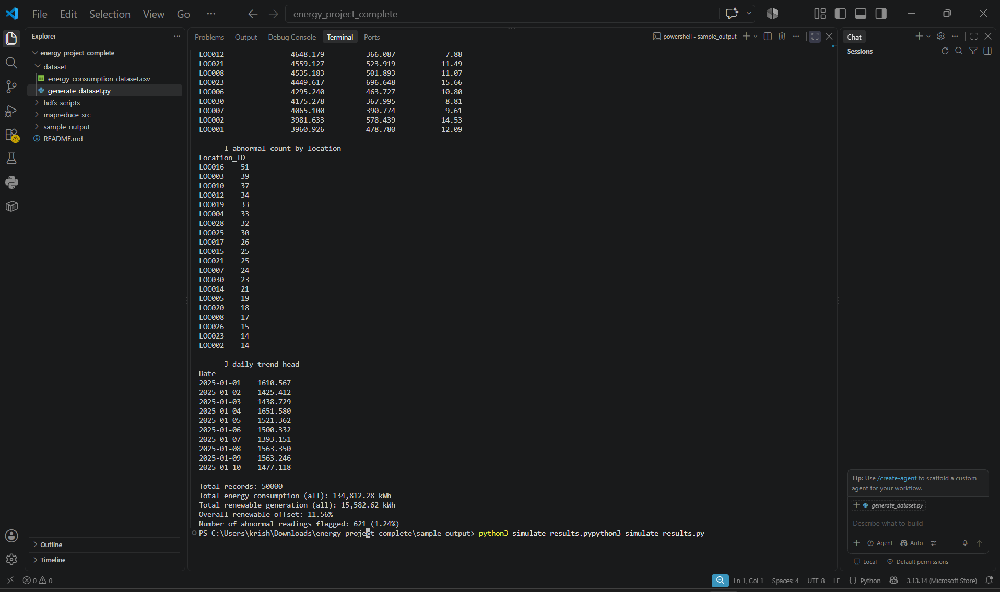 File Edit Selection View Go ··· energy_project_complete
Explorer ···
energy_project_complete
dataset
energy_consumption_dataset.csv
generate_dataset.py
hdfs_scripts
mapreduce_src
sample_output
README.md
Outline
Timeline
Problems Output Debug Console Terminal Ports powershell - sample_output
LOC012 4648.179 366.087 7.88
LOC021 4559.127 523.919 11.49
LOC008 4535.183 501.893 11.07
LOC023 4449.617 696.648 15.66
LOC006 4295.240 463.727 10.80
LOC030 4175.278 367.995 8.81
LOC007 4065.100 390.774 9.61
LOC002 3981.633 578.439 14.53
LOC001 3960.926 478.780 12.09
===== I_abnormal_count_by_location =====
Location_ID
LOC016 51
LOC003 39
LOC010 37
LOC012 34
LOC019 33
LOC004 33
LOC028 32
LOC025 30
LOC017 26
LOC015 25
LOC021 25
LOC007 24
LOC030 23
LOC014 21
LOC005 19
LOC020 18
LOC008 17
LOC026 15
LOC023 14
LOC002 14
===== J_daily_trend_head =====
Date
2025-01-01 1610.567
2025-01-02 1425.412
2025-01-03 1438.729
2025-01-04 1651.580
2025-01-05 1521.362
2025-01-06 1500.332
2025-01-07 1393.151
2025-01-08 1563.350
2025-01-09 1563.246
2025-01-10 1477.118
Total records: 50000
Total energy consumption (all): 134,812.28 kWh
Total renewable generation (all): 15,582.62 kWh
Overall renewable offset: 11.56%
Number of abnormal readings flagged: 621 (1.24%)
PS C:\Users\krish\Downloads\energy_project_complete\sample_output> python3 simulate_results.pypython3 simulate_results.py
Chat
Sessions
Tip: Use /create-agent to scaffold a custom
agent for your workflow.
generate_dataset.py
Describe what to build
Agent Auto
Local Default permissions
0 0 Ln 1, Col 1 Spaces: 4 UTF-8 LF { } Python 3.13.14 (Microsoft Store)